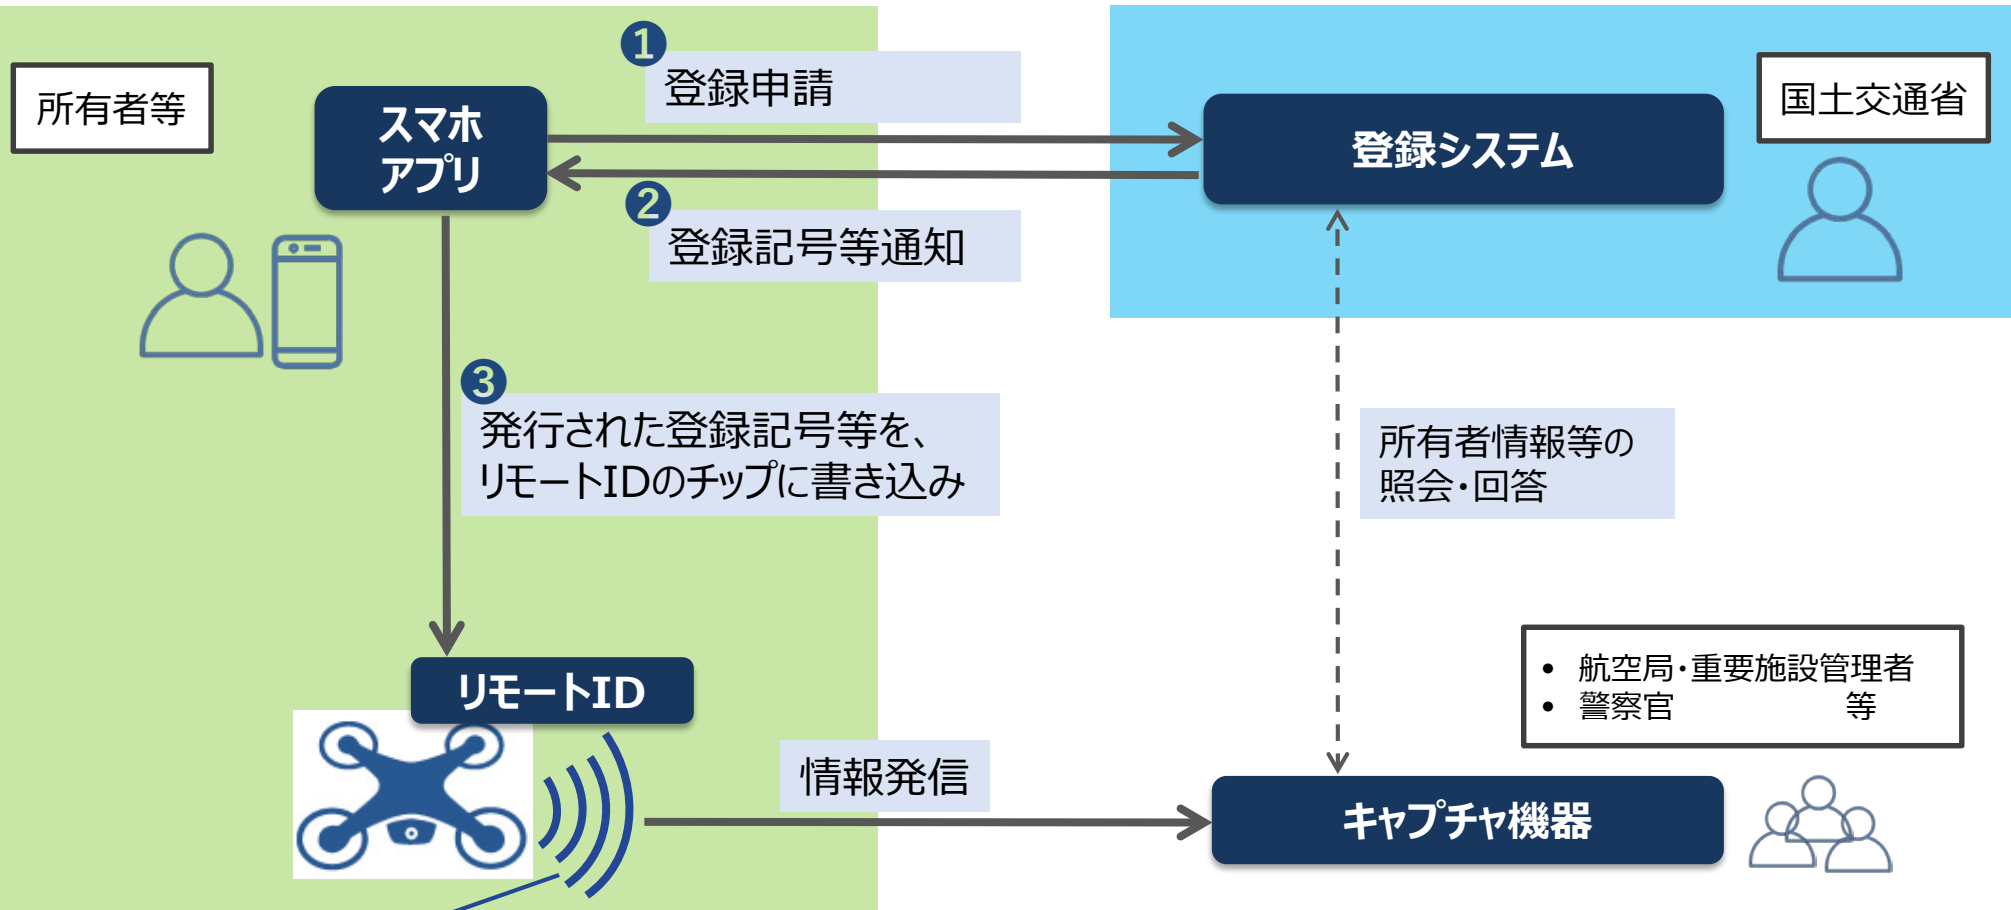 所有者等
スマホ
アプリ
❶
登録申請
登録システム
国土交通省
❷
登録記号等通知
❸
発行された登録記号等を、
リモートIDのチップに書き込み
所有者情報等の
照会・回答
リモートID
情報発信
• 航空局・重要施設管理者
• 警察官 等
キャプチャ機器